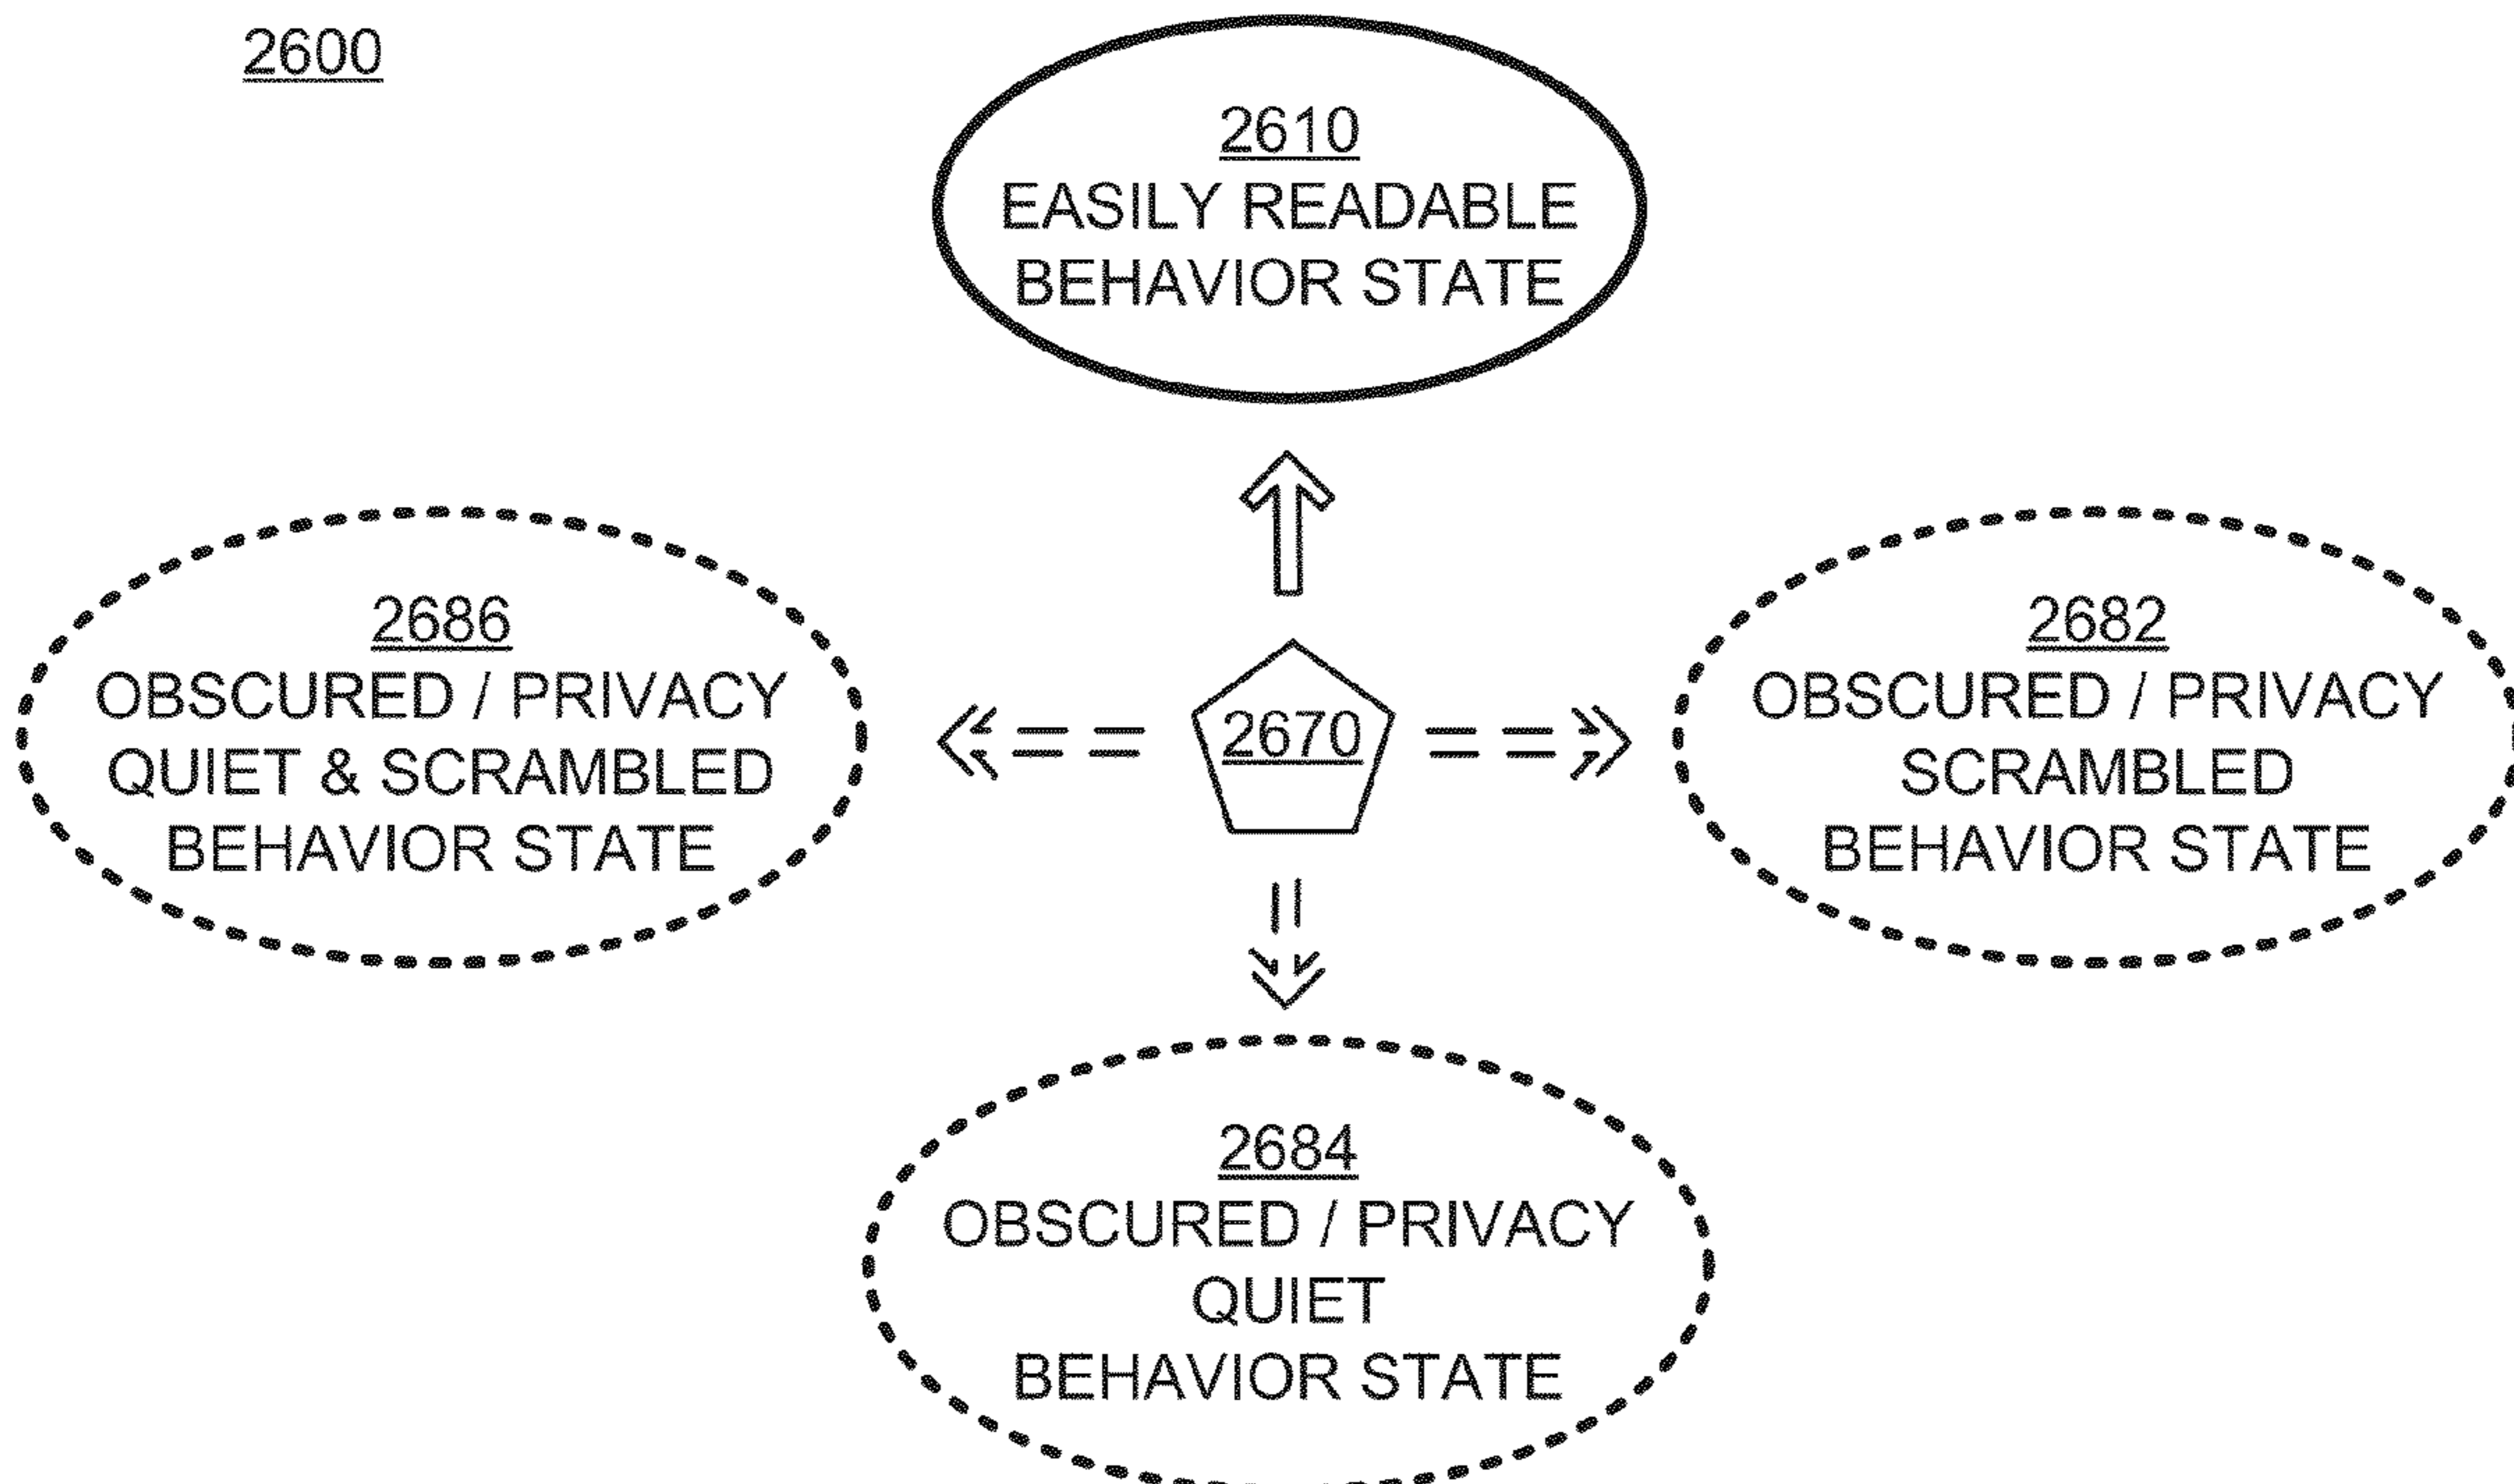 2600
2610
EASILY READABLE
BEHAVIOR STATE
2686
OBSCURED / PRIVACY
QUIET & SCRAMBLED
BEHAVIOR STATE
2670
2682
OBSCURED / PRIVACY
SCRAMBLED
BEHAVIOR STATE
2684
OBSCURED / PRIVACY
QUIET
BEHAVIOR STATE